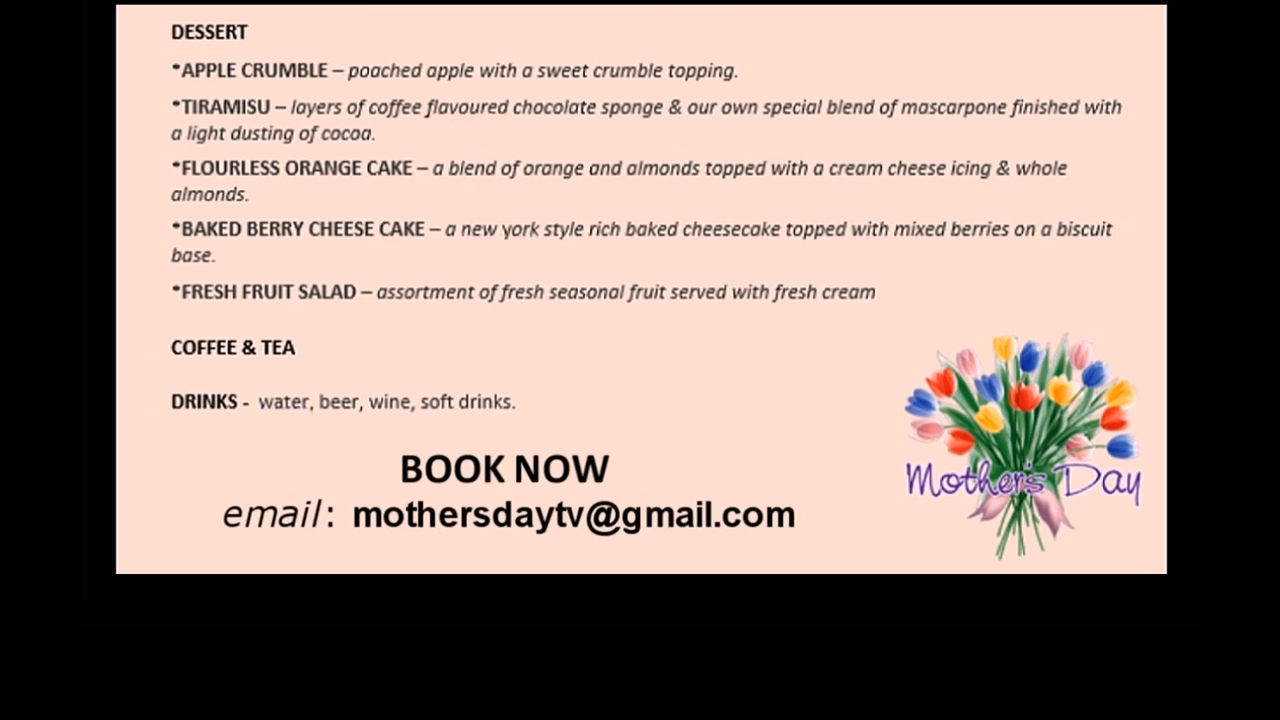 DESSERT
*APPLE CRUMBLE – poached apple with a sweet crumble topping.
*TIRAMISU – layers of coffee flavoured chocolate sponge & our own special blend of mascarpone finished with
a light dusting of cocoa.
*FLOURLESS ORANGE CAKE – a blend of orange and almonds topped with a cream cheese icing & whole
almonds.
*BAKED BERRY CHEESE CAKE – a new york style rich baked cheesecake topped with mixed berries on a biscuit
base.
*FRESH FRUIT SALAD – assortment of fresh seasonal fruit served with fresh cream
COFFEE & TEA
DRINKS - water, beer, wine, soft drinks.
BOOK NOW
email: mothersdaytv@gmail.com
Mother's Day